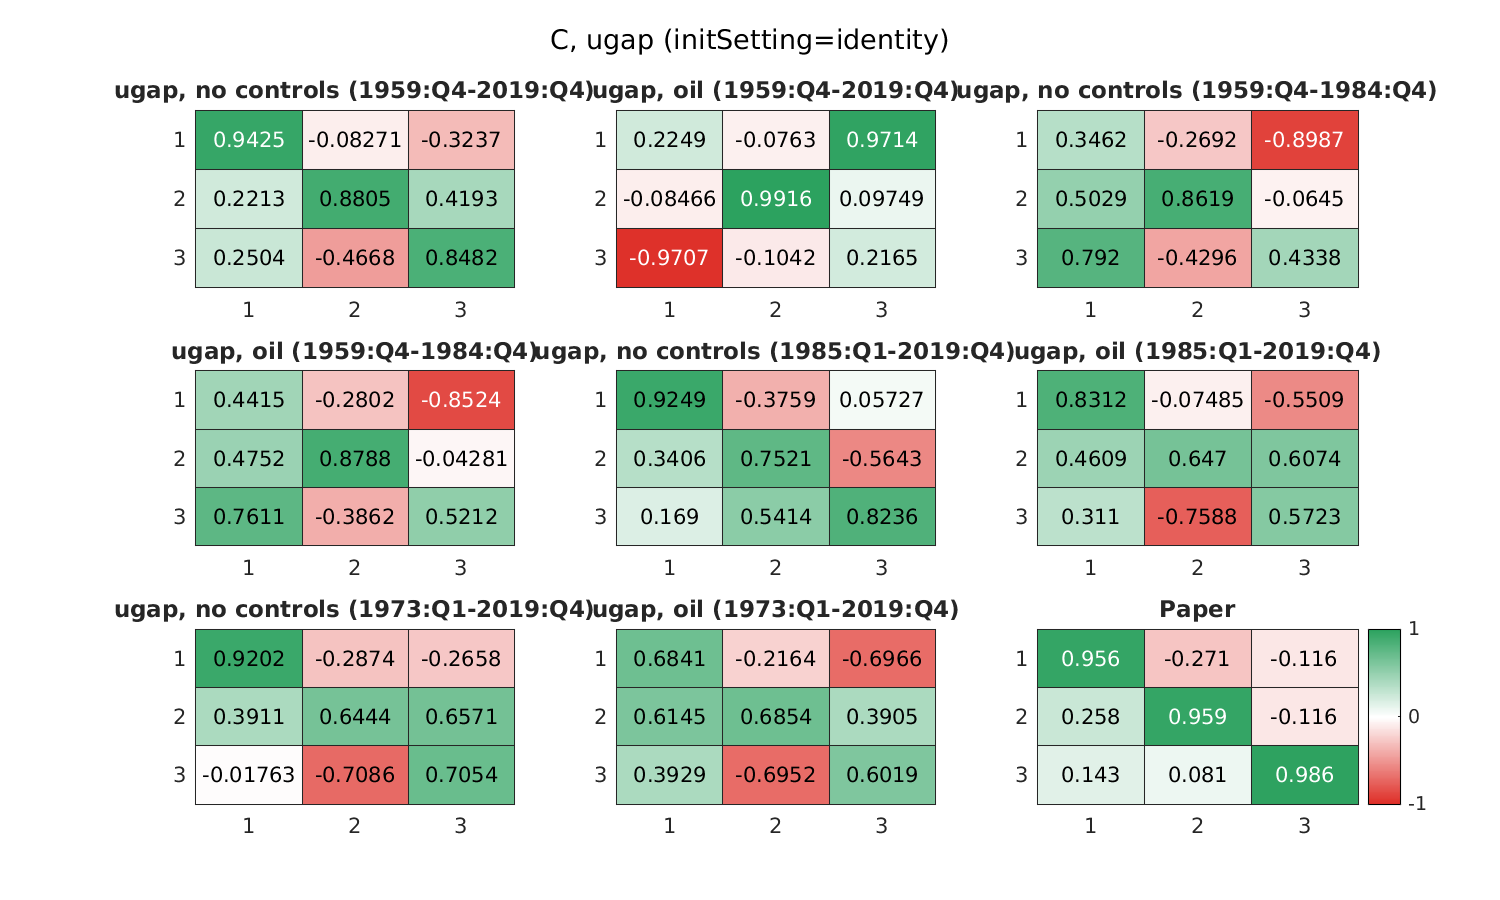 C, ugap (initSetting=identity)
ugap, no controls (1959:Q4-2019:Q4)
1 0.9425 -0.08271 -0.3237
2 0.2213 0.8805 0.4193
3 0.2504 -0.4668 0.8482
1 2 3
ugap, oil (1959:Q4-2019:Q4)
1 0.2249 -0.0763 0.9714
2 -0.08466 0.9916 0.09749
3 -0.9707 -0.1042 0.2165
1 2 3
ugap, no controls (1959:Q4-1984:Q4)
1 0.3462 -0.2692 -0.8987
2 0.5029 0.8619 -0.0645
3 0.792 -0.4296 0.4338
1 2 3
ugap, oil (1959:Q4-1984:Q4)
1 0.4415 -0.2802 -0.8524
2 0.4752 0.8788 -0.04281
3 0.7611 -0.3862 0.5212
1 2 3
ugap, no controls (1985:Q1-2019:Q4)
1 0.9249 -0.3759 0.05727
2 0.3406 0.7521 -0.5643
3 0.169 0.5414 0.8236
1 2 3
ugap, oil (1985:Q1-2019:Q4)
1 0.8312 -0.07485 -0.5509
2 0.4609 0.647 0.6074
3 0.311 -0.7588 0.5723
1 2 3
ugap, no controls (1973:Q1-2019:Q4)
1 0.9202 -0.2874 -0.2658
2 0.3911 0.6444 0.6571
3 -0.01763 -0.7086 0.7054
1 2 3
ugap, oil (1973:Q1-2019:Q4)
1 0.6841 -0.2164 -0.6966
2 0.6145 0.6854 0.3905
3 0.3929 -0.6952 0.6019
1 2 3
Paper
1 0.956 -0.271 -0.116
2 0.258 0.959 -0.116
3 0.143 0.081 0.986
1 2 3
1
0
-1